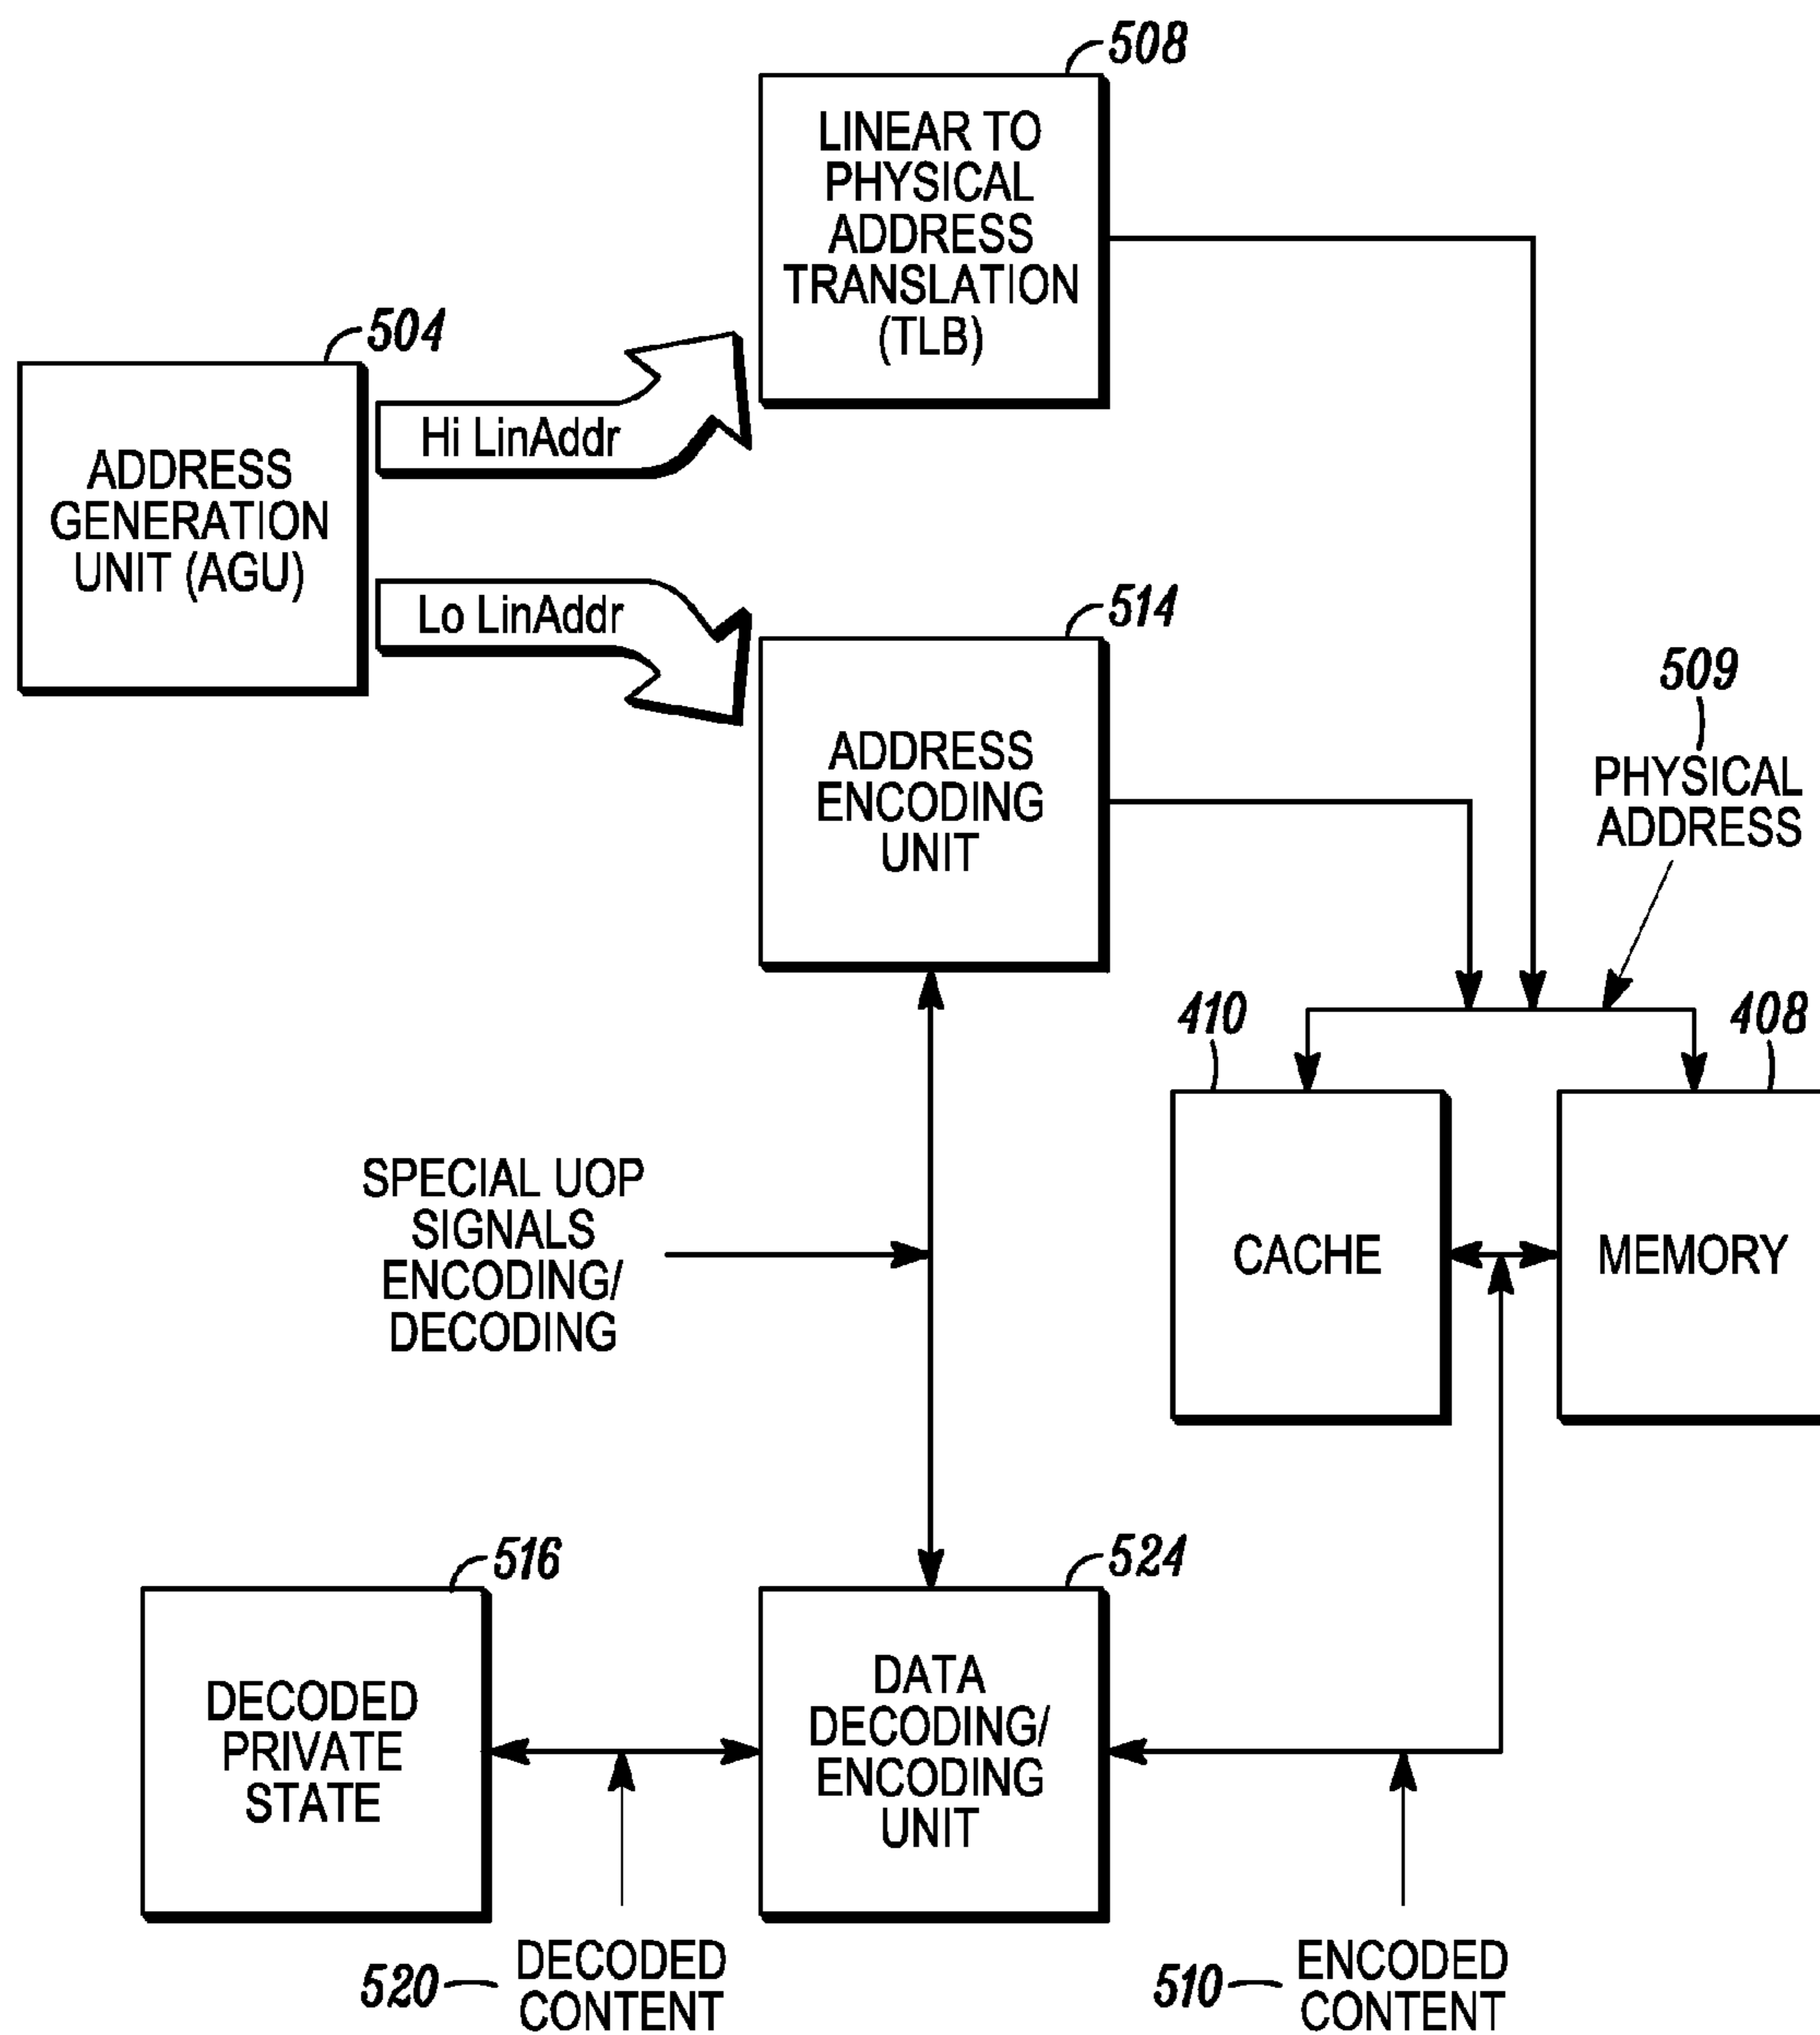 508
LINEAR TO
PHYSICAL
ADDRESS
TRANSLATION
(TLB)
504
ADDRESS
GENERATION
UNIT (AGU)
Hi LinAddr
Lo LinAddr
514
ADDRESS
ENCODING
UNIT
509
PHYSICAL
ADDRESS
410
CACHE
408
MEMORY
SPECIAL UOP
SIGNALS
ENCODING/
DECODING
516
DECODED
PRIVATE
STATE
524
DATA
DECODING/
ENCODING
UNIT
520
DECODED
CONTENT
510
ENCODED
CONTENT